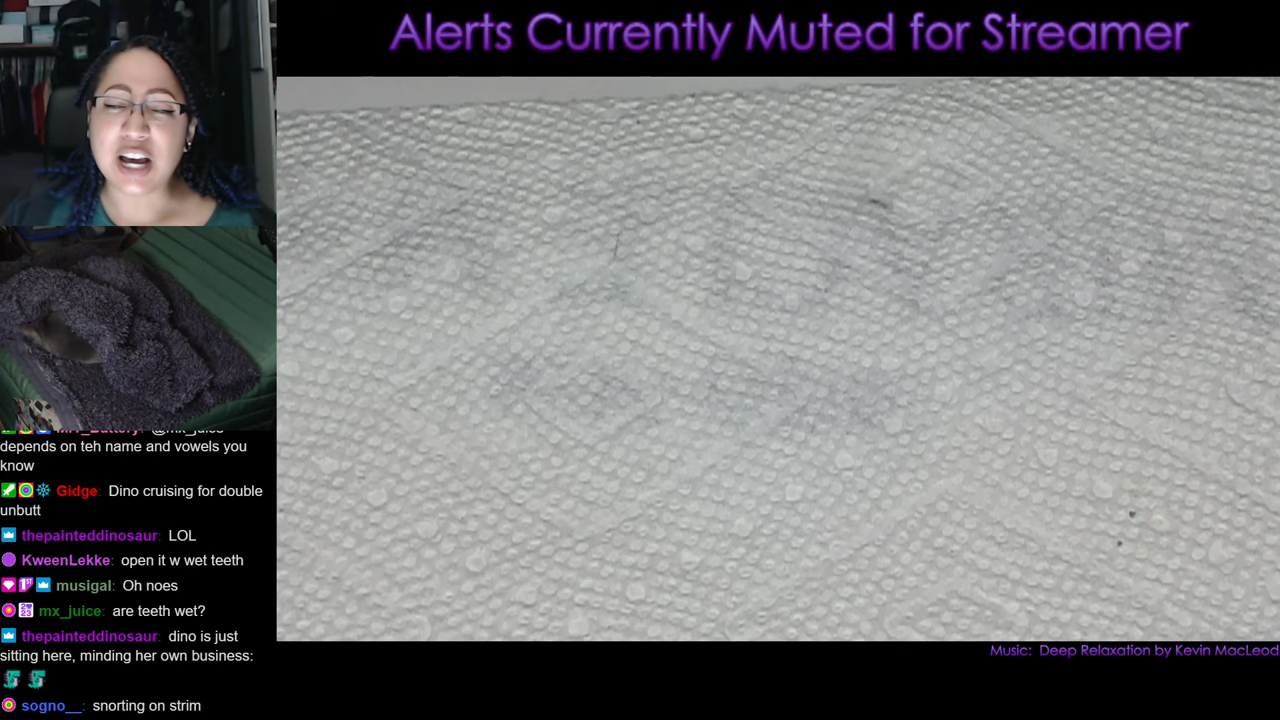 Alerts Currently Muted for Streamer
depends on teh name and vowels you
know
Gidge: Dino cruising for double
unbutt
thepainteddinosaur: LOL
KweenLekke: open it w wet teeth
musigal: Oh noes
mx_juice: are teeth wet?
thepainteddinosaur: dino is just
sitting here, minding her own business:
sogno__: snorting on strim
Music: Deep Relaxation by Kevin MacLeod